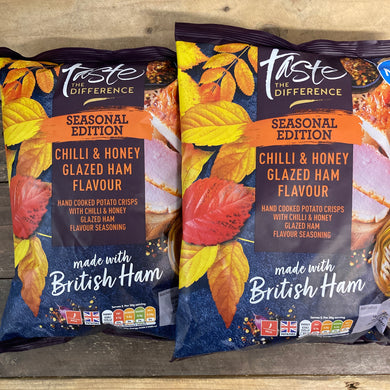 Taste
THE
DIFFERENCE
SEASONAL
EDITION
CHILLI & HONEY
GLAZED HAM
FLAVOUR
HAND COOKED POTATO CRISPS
WITH CHILLI & HONEY
GLAZED HAM
FLAVOUR SEASONING
made with
British Ham
Taste
THE
DIFFERENCE
SEASONAL
EDITION
CHILLI & HONEY
GLAZED HAM
FLAVOUR
HAND COOKED POTATO CRISPS
WITH CHILLI & HONEY
GLAZED HAM
FLAVOUR SEASONING
made with
British Ham